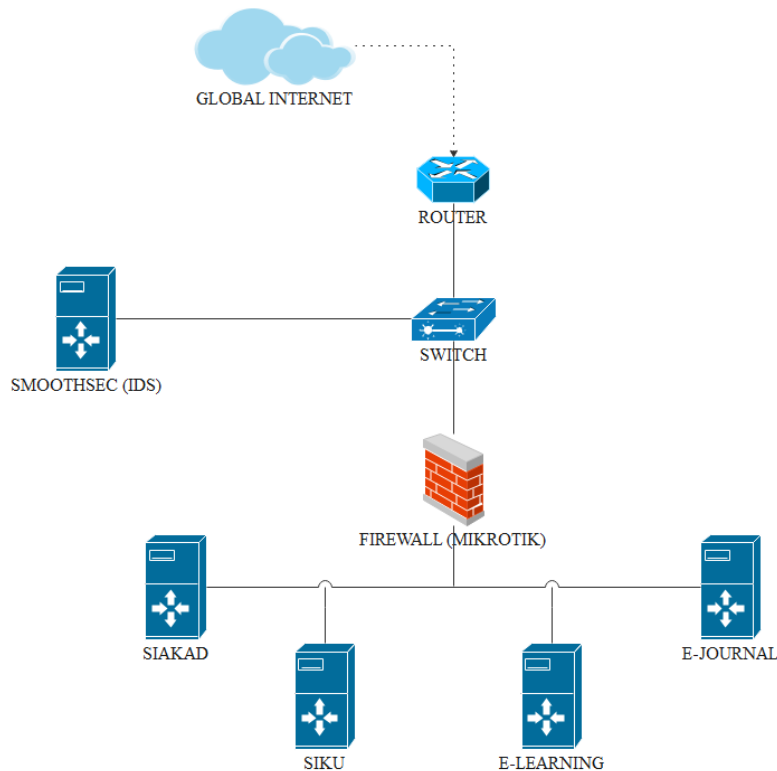 GLOBAL INTERNET
ROUTER
SWITCH
SMOOTHSEC (IDS)
FIREWALL (MIKROTIK)
SIAKAD
E-JOURNAL
SIKU
E-LEARNING